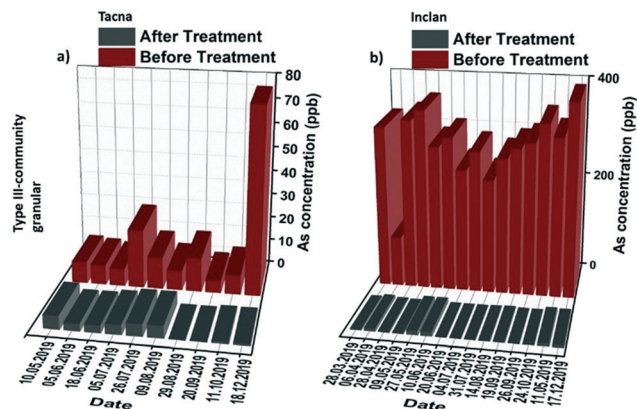 Tacna
After Treatment
Before Treatment
a)
80
70
60
50
40
30
20
10
0
As concentration (ppb)
Type III-community
granular
10.05.2019
05.06.2019
18.06.2019
05.07.2019
26.07.2019
09.08.2019
29.08.2019
20.09.2019
11.10.2019
18.12.2019
Date
Inclan
After Treatment
Before Treatment
b)
400
200
0
As concentration (ppb)
28.03.2019
06.04.2019
28.04.2019
09.05.2019
27.05.2019
10.06.2019
20.06.2019
04.07.2019
31.07.2019
14.08.2019
19.09.2019
26.09.2019
24.10.2019
11.05.2019
17.12.2019
Date